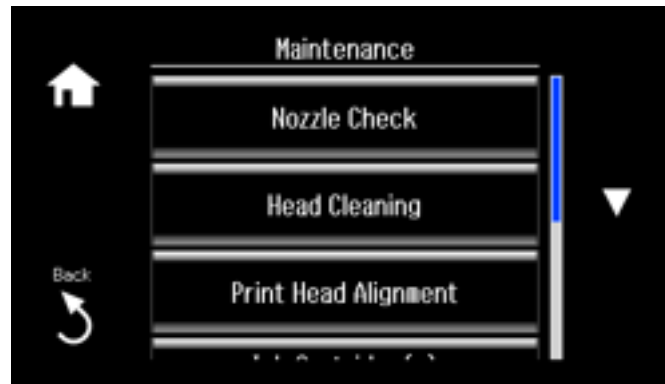 Maintenance
Nozzle Check
Head Cleaning
Back
Print Head Alignment